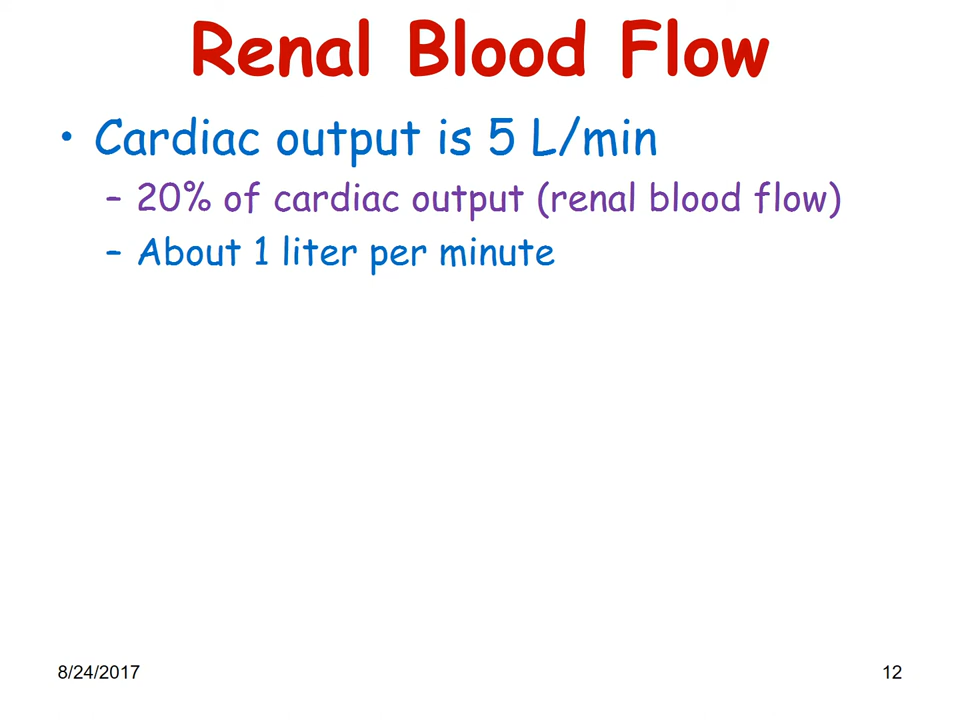 Renal Blood Flow
• Cardiac output is 5 L/min
– 20% of cardiac output (renal blood flow)
– About 1 liter per minute
8/24/2017
12